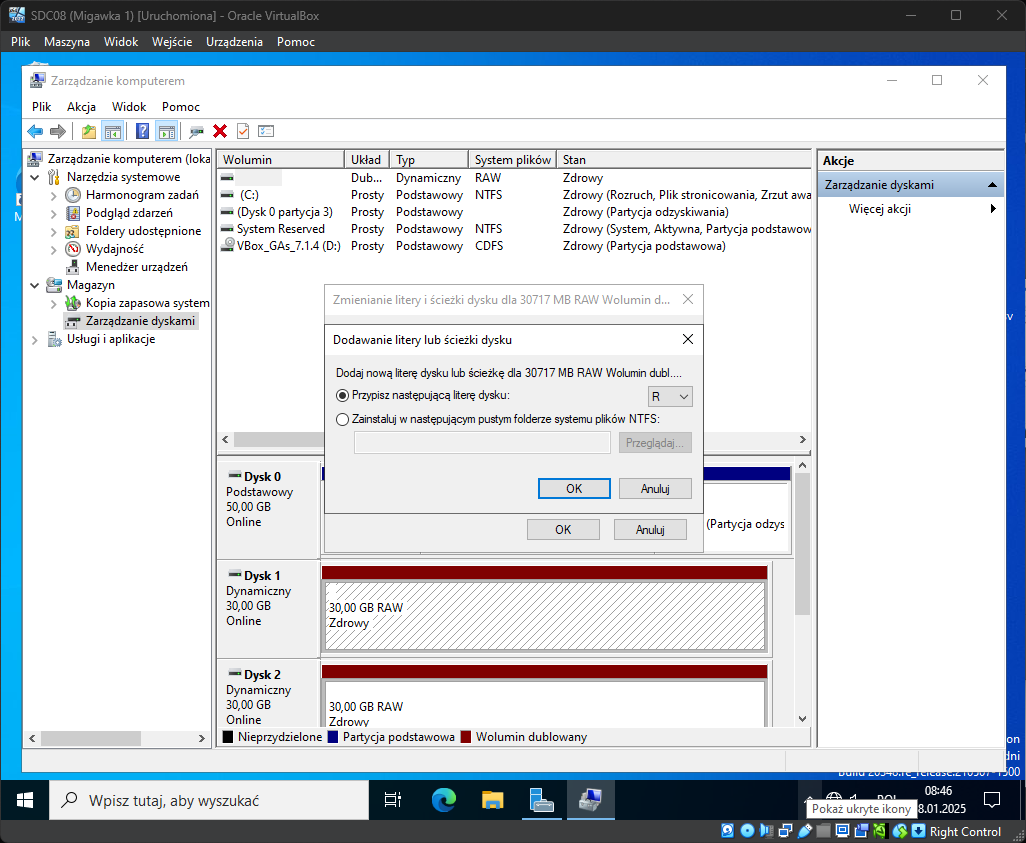 SDC08 (Migawka 1) [Uruchomiona] - Oracle VirtualBox
Plik Maszyna Widok Wejście Urządzenia Pomoc
Zarządzanie komputerem
Plik Akcja Widok Pomoc
Zarządzanie komputerem (loka
Narzędzia systemowe
Harmonogram zadań
Podgląd zdarzeń
Foldery udostępnione
Wydajność
Menedżer urządzeń
Magazyn
Kopia zapasowa system
Zarządzanie dyskami
Usługi i aplikacje
Wolumin Układ Typ System plików Stan
Dub... Dynamiczny RAW Zdrowy
(C:) Prosty Podstawowy NTFS Zdrowy (Rozruch, Plik stronicowania, Zrzut awa
(Dysk 0 partycja 3) Prosty Podstawowy Zdrowy (Partycja odzyskiwania)
System Reserved Prosty Podstawowy NTFS Zdrowy (System, Aktywna, Partycja podstawow
VBox_GAs_7.1.4 (D:) Prosty Podstawowy CDFS Zdrowy (Partycja podstawowa)
Akcje
Zarządzanie dyskami
Więcej akcji
Zmienianie litery i ścieżki dysku dla 30717 MB RAW Wolumin d...
Dodawanie litery lub ścieżki dysku
Dodaj nową literę dysku lub ścieżkę dla 30717 MB RAW Wolumin dubl....
Przypisz następującą literę dysku: R
Zainstaluj w następującym pustym folderze systemu plików NTFS:
Przeglądaj...
OK Anuluj
OK Anuluj
Dysk 0
Podstawowy
50,00 GB
Online
(Partycja odzys
Dysk 1
Dynamiczny
30,00 GB
Online
30,00 GB RAW
Zdrowy
Dysk 2
Dynamiczny
30,00 GB
Online
30,00 GB RAW
Zdrowy
Nieprzydzielone Partycja podstawowa Wolumin dublowany
Wpisz tutaj, aby wyszukać
08:46
8.01.2025
Pokaż ukryte ikony
Right Control